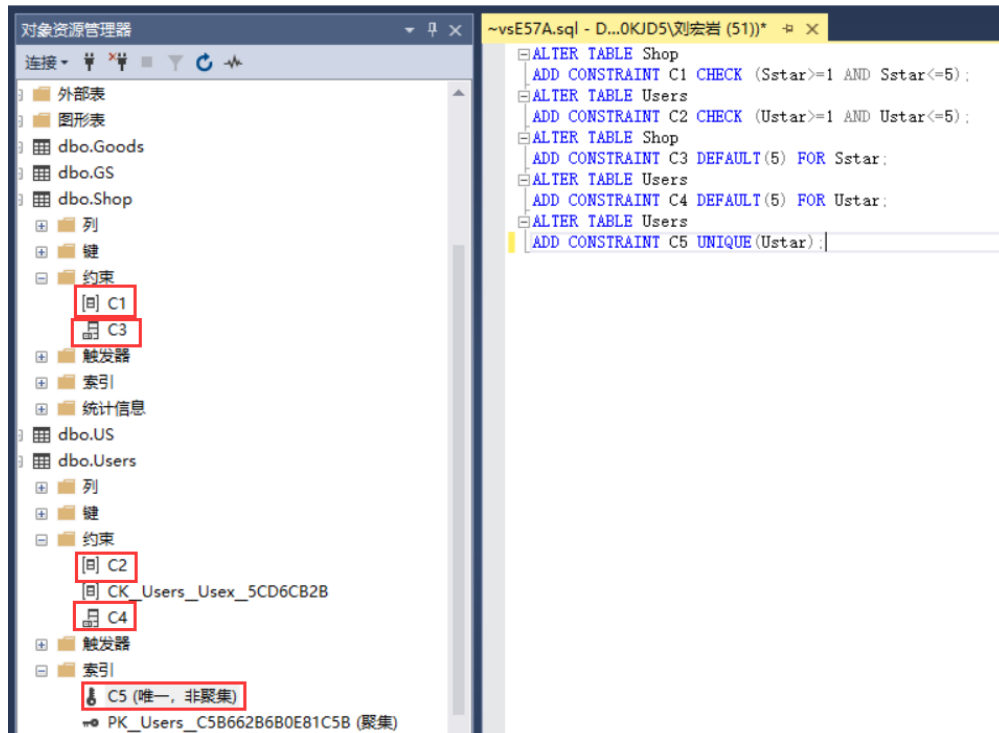 对象资源管理器
连接
外部表
图形表
dbo.Goods
dbo.GS
dbo.Shop
列
键
约束
C1
C3
触发器
索引
统计信息
dbo.US
dbo.Users
列
键
约束
C2
CK__Users__Usex__5CD6CB2B
C4
触发器
索引
C5 (唯一，非聚集)
PK__Users__C5B662B6B0E81C5B (聚集)
~vsE57A.sql - D...0KJD5\刘宏岩 (51))*
ALTER TABLE Shop
ADD CONSTRAINT C1 CHECK (Sstar>=1 AND Sstar<=5);
ALTER TABLE Users
ADD CONSTRAINT C2 CHECK (Ustar>=1 AND Ustar<=5);
ALTER TABLE Shop
ADD CONSTRAINT C3 DEFAULT(5) FOR Sstar;
ALTER TABLE Users
ADD CONSTRAINT C4 DEFAULT(5) FOR Ustar;
ALTER TABLE Users
ADD CONSTRAINT C5 UNIQUE(Ustar);